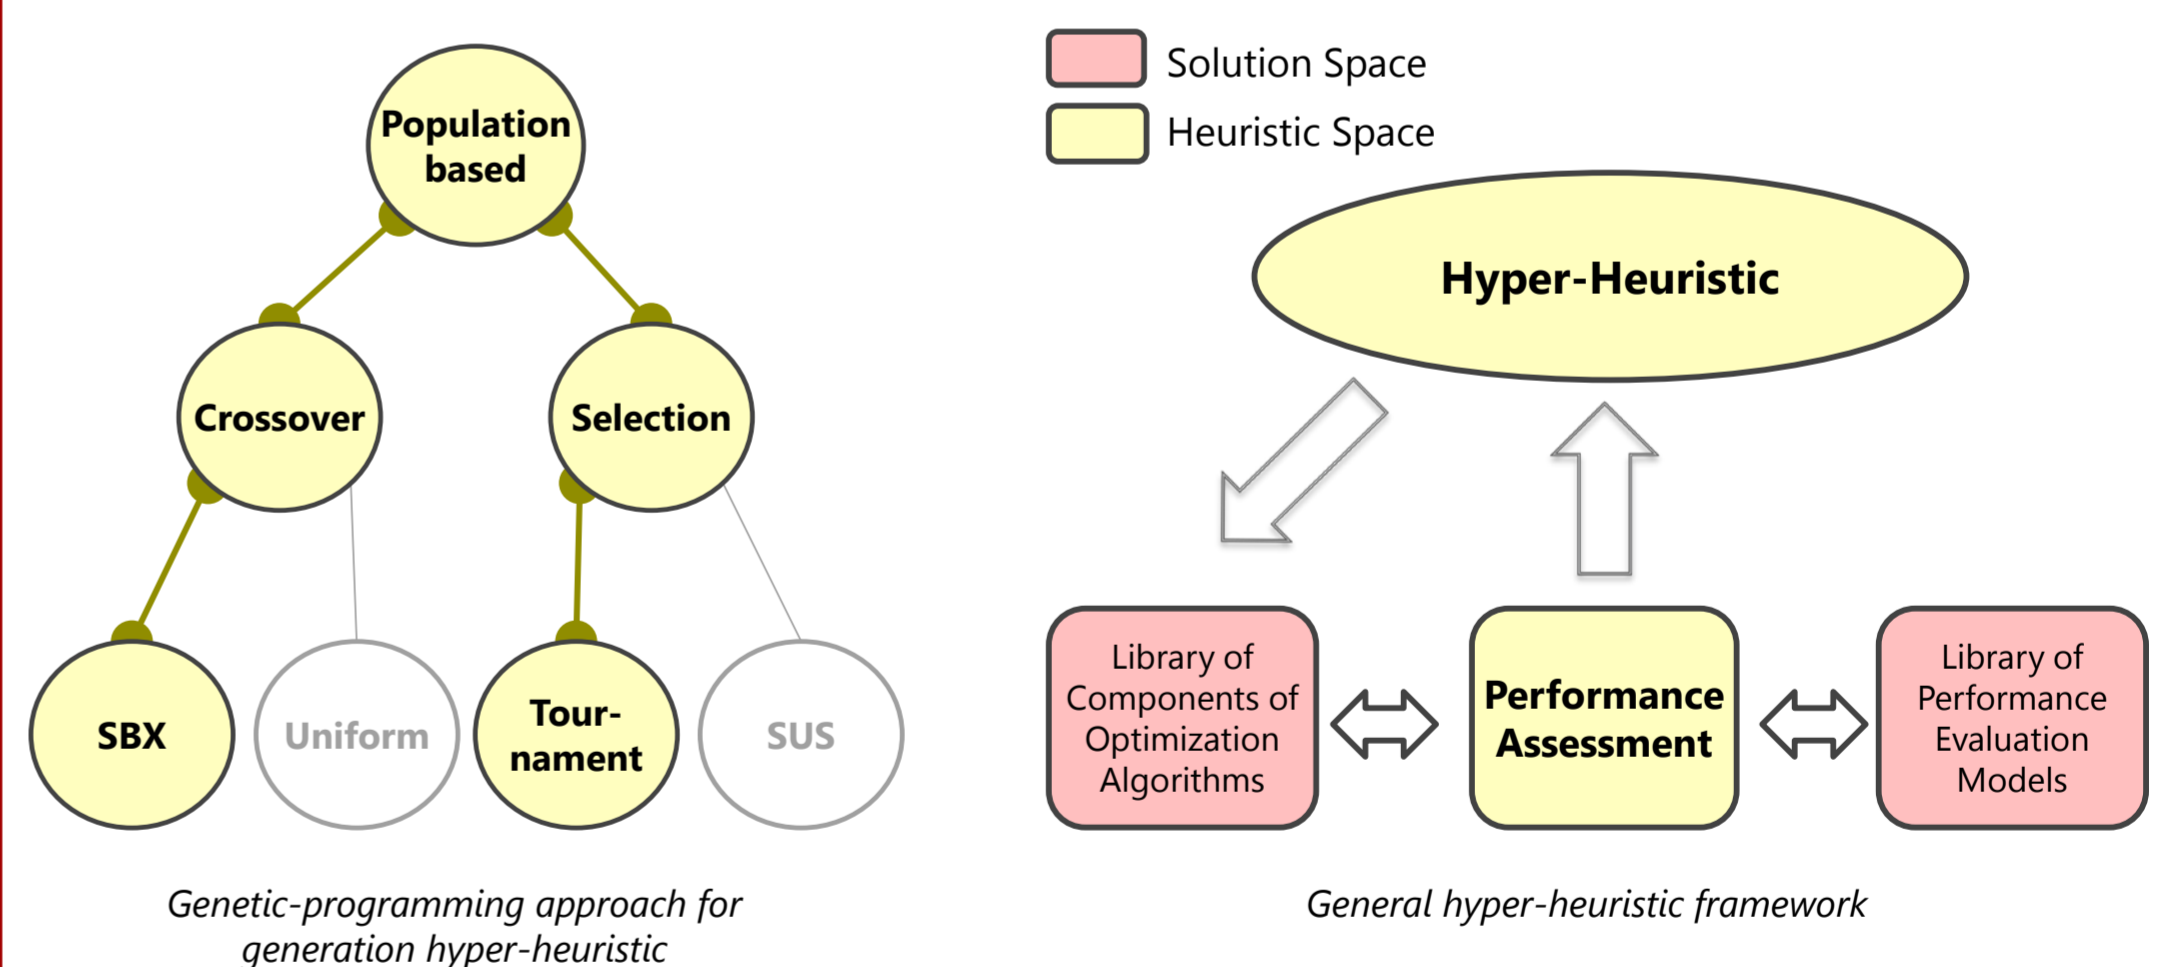 Population
based
Crossover
Selection
SBX
Uniform
Tour-
nament
SUS
Genetic-programming approach for
generation hyper-heuristic
Solution Space
Heuristic Space
Hyper-Heuristic
Library of
Components of
Optimization
Algorithms
Performance
Assessment
Library of
Performance
Evaluation
Models
General hyper-heuristic framework